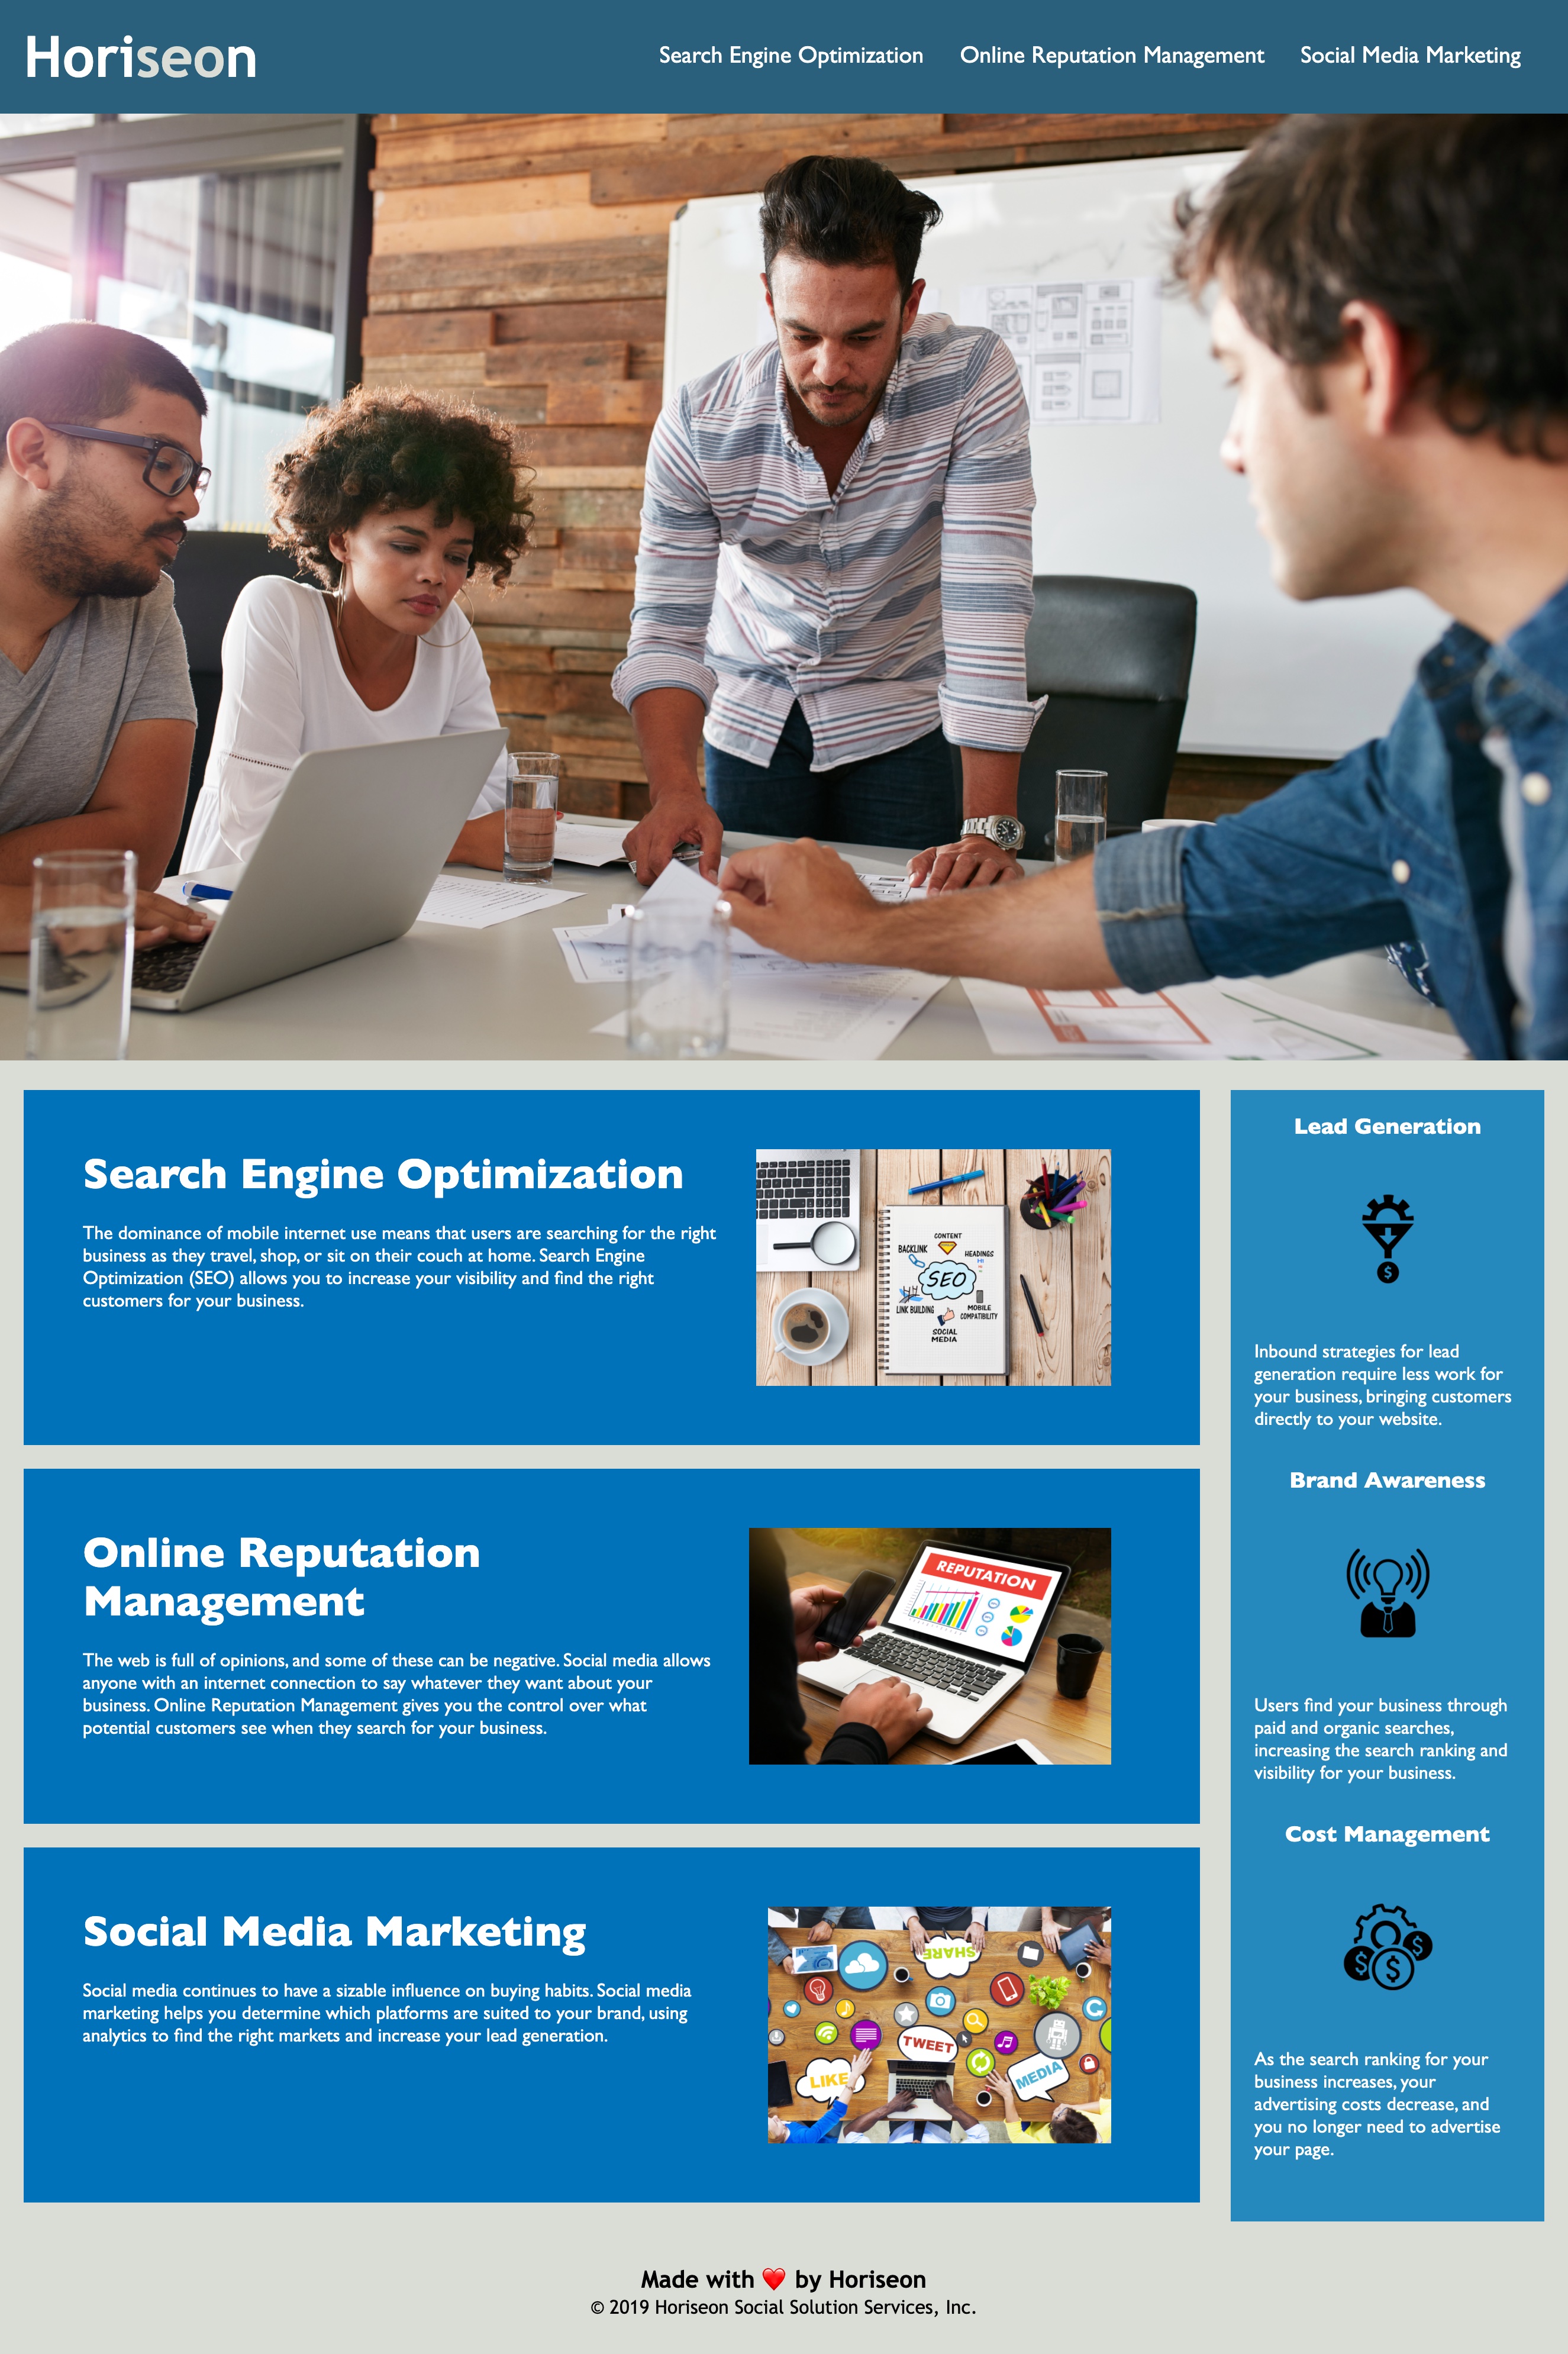 Horiseon
Search Engine Optimization
Online Reputation Management
Social Media Marketing
Search Engine Optimization
The dominance of mobile internet use means that users are searching for the right
business as they travel, shop, or sit on their couch at home. Search Engine
Optimization (SEO) allows you to increase your visibility and find the right
customers for your business.
CONTENT
BACKLINK
HEADINGS
H1
SEO
LINK BUILDING
MOBILE
COMPATIBILITY
SOCIAL
MEDIA
Online Reputation
Management
The web is full of opinions, and some of these can be negative. Social media allows
anyone with an internet connection to say whatever they want about your
business. Online Reputation Management gives you the control over what
potential customers see when they search for your business.
REPUTATION
Social Media Marketing
Social media continues to have a sizable influence on buying habits. Social media
marketing helps you determine which platforms are suited to your brand, using
analytics to find the right markets and increase your lead generation.
SHARE
TWEET
LIKE
MEDIA
Lead Generation
$
Inbound strategies for lead
generation require less work for
your business, bringing customers
directly to your website.
Brand Awareness
Users find your business through
paid and organic searches,
increasing the search ranking and
visibility for your business.
Cost Management
$ $ $
As the search ranking for your
business increases, your
advertising costs decrease, and
you no longer need to advertise
your page.
Made with ❤️ by Horiseon
© 2019 Horiseon Social Solution Services, Inc.